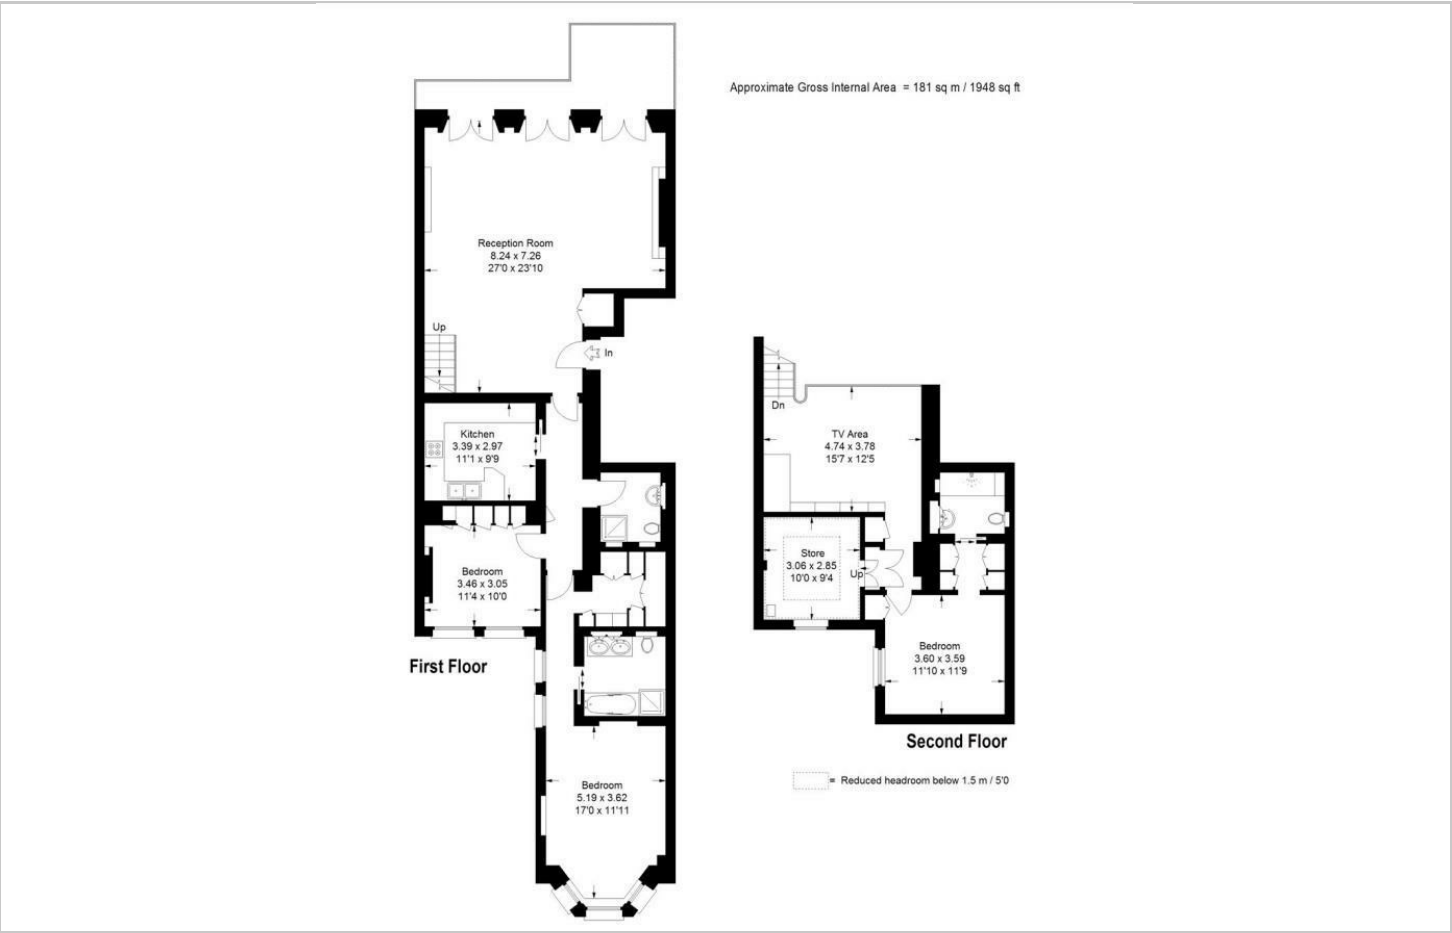 Approximate Gross Internal Area = 181 sq m / 1948 sq ft
Reception Room
8.24 x 7.26
27'0 x 23'10
Up
In
Kitchen
3.39 x 2.97
11'1 x 9'9
Bedroom
3.46 x 3.05
11'4 x 10'0
First Floor
Bedroom
5.19 x 3.62
17'0 x 11'11
Dn
TV Area
4.74 x 3.78
15'7 x 12'5
Store
3.06 x 2.85
10'0 x 9'4
Up
Bedroom
3.60 x 3.59
11'10 x 11'9
Second Floor
= Reduced headroom below 1.5 m / 5'0